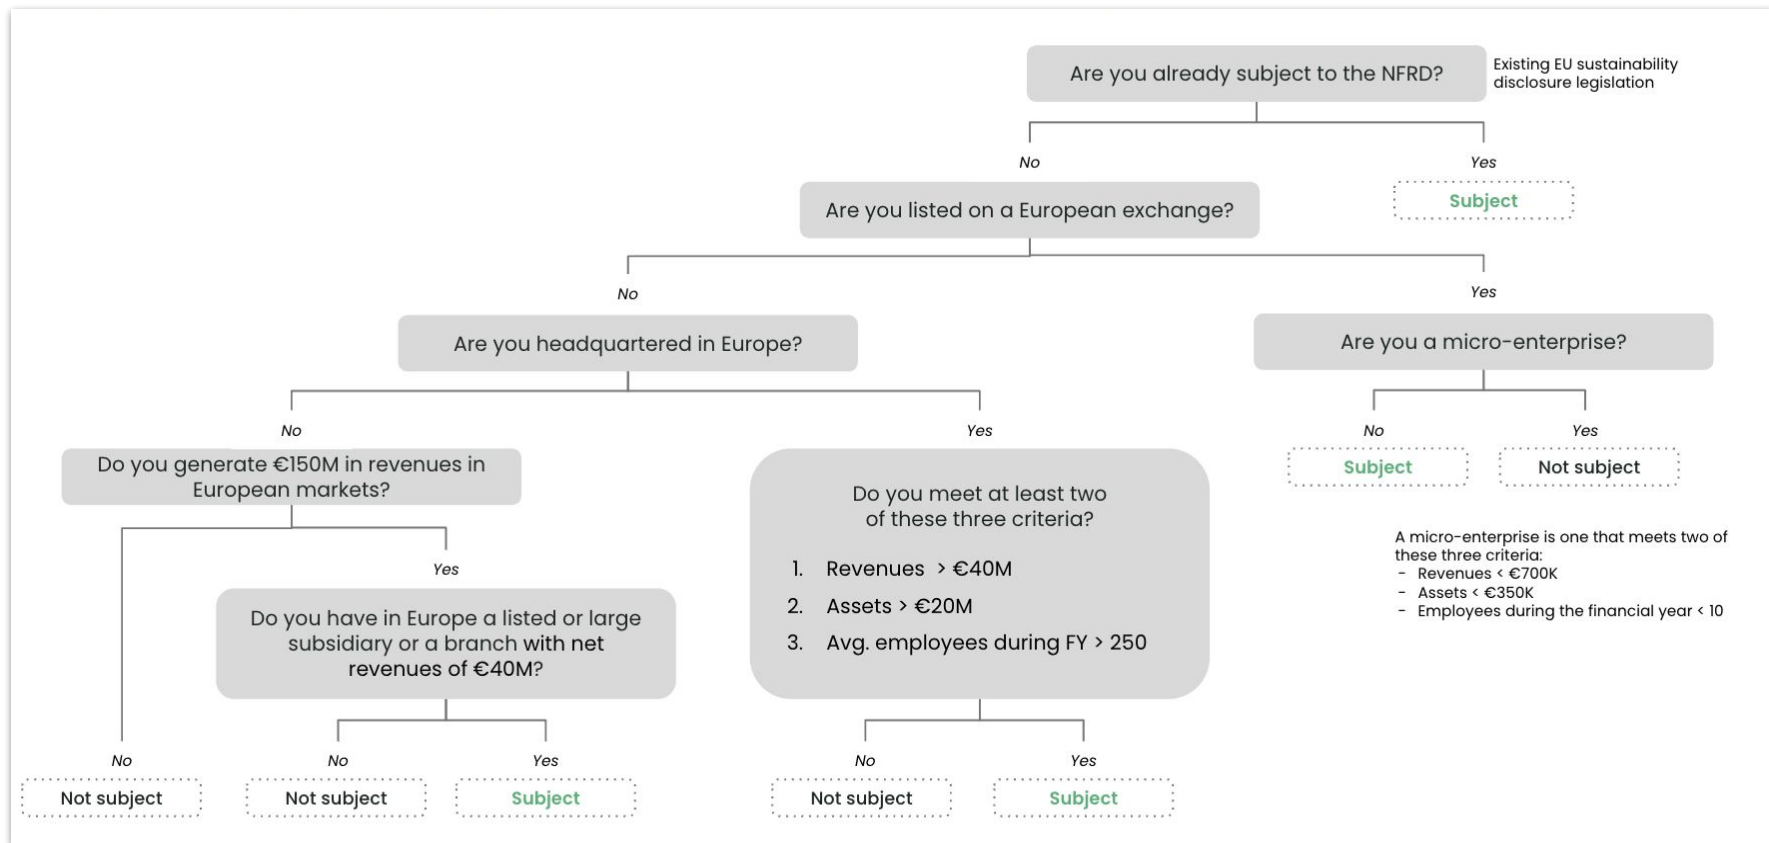 Are you already subject to the NFRD?
Existing EU sustainability
disclosure legislation
No
Yes
Are you listed on a European exchange?
Subject
No
Yes
Are you headquartered in Europe?
Are you a micro-enterprise?
No
Yes
No
Yes
Do you generate €150M in revenues in
European markets?
Do you meet at least two
of these three criteria?
1. Revenues > €40M
2. Assets > €20M
3. Avg. employees during FY > 250
Subject
Not subject
A micro-enterprise is one that meets two of
these three criteria:
- Revenues < €700K
- Assets < €350K
- Employees during the financial year < 10
Yes
Do you have in Europe a listed or large
subsidiary or a branch with net
revenues of €40M?
No
No
Yes
No
Yes
Not subject
Not subject
Subject
Not subject
Subject